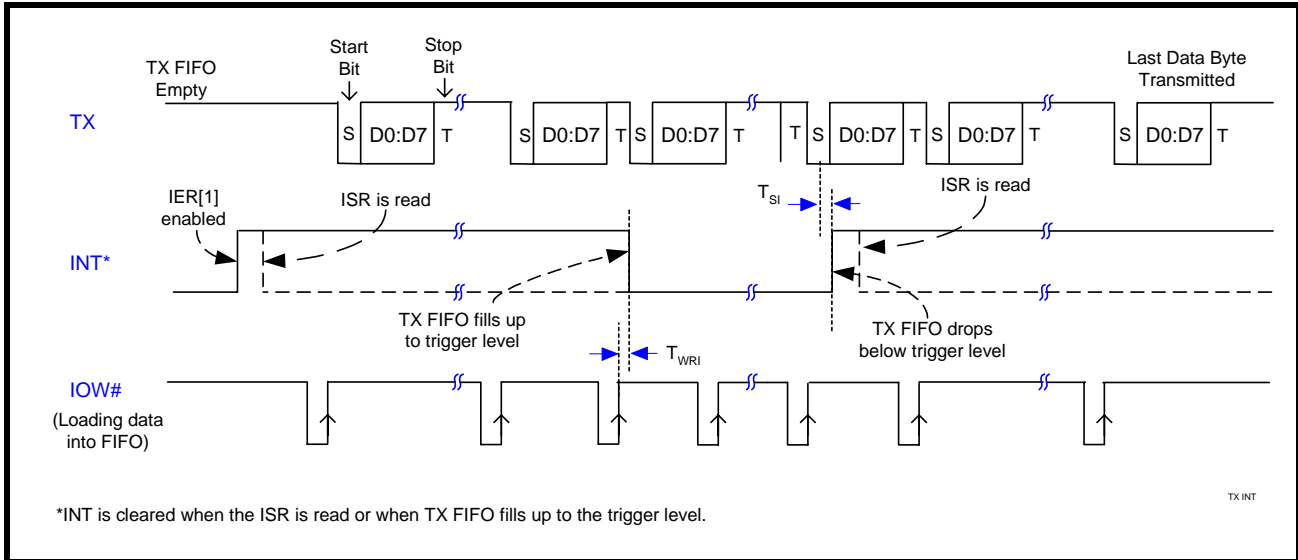 TX FIFO
Empty
Start
Bit
Stop
Bit
Last Data Byte
Transmitted
TX
S D0:D7 T S D0:D7 T S D0:D7 T T S D0:D7 T S D0:D7 T S D0:D7 T
IER[1]
enabled
ISR is read
TSI
ISR is read
INT*
TX FIFO fills up
to trigger level
TX FIFO drops
below trigger level
TWRI
IOW#
(Loading data
into FIFO)
TX INT
*INT is cleared when the ISR is read or when TX FIFO fills up to the trigger level.